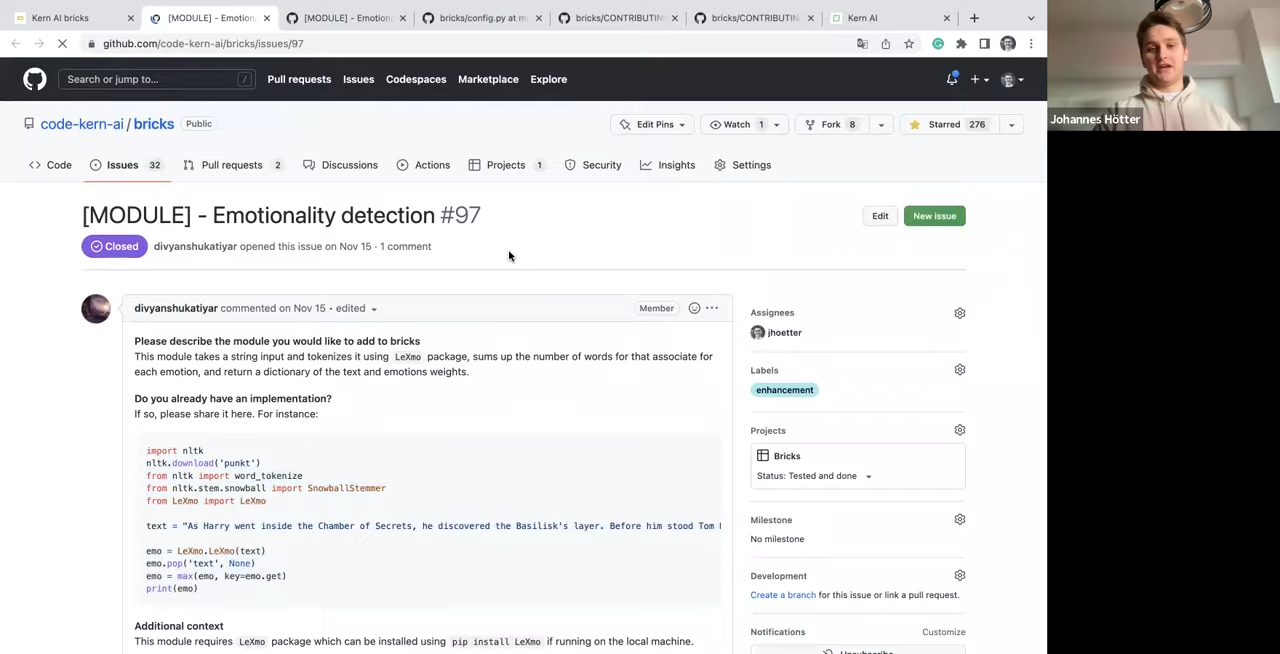 Kern AI bricks
[MODULE] - Emotion
[MODULE] - Emotion
bricks/config.py at m
bricks/CONTRIBUTIN
bricks/CONTRIBUTIN
Kern AI
github.com/code-kern-ai/bricks/issues/97
Search or jump to...
/
Pull requests
Issues
Codespaces
Marketplace
Explore
Johannes Hötter
code-kern-ai / bricks
Public
Edit Pins
Watch 1
Fork 8
Starred 276
Code
Issues 32
Pull requests 2
Discussions
Actions
Projects 1
Security
Insights
Settings
[MODULE] - Emotionality detection #97
Edit
New issue
Closed
divyanshukatiyar opened this issue on Nov 15 · 1 comment
divyanshukatiyar commented on Nov 15 • edited
Member
Please describe the module you would like to add to bricks
This module takes a string input and tokenizes it using LeXmo package, sums up the number of words for that associate for
each emotion, and return a dictionary of the text and emotions weights.
Do you already have an implementation?
If so, please share it here. For instance:
import nltk
nltk.download('punkt')
from nltk import word_tokenize
from nltk.stem.snowball import SnowballStemmer
from LeXmo import LeXmo
text = "As Harry went inside the Chamber of Secrets, he discovered the Basilisk's layer. Before him stood Tom
emo = LeXmo.LeXmo(text)
emo.pop('text', None)
emo = max(emo, key=emo.get)
print(emo)
Additional context
This module requires LeXmo package which can be installed using pip install LeXmo if running on the local machine.
Assignees
jhoetter
Labels
enhancement
Projects
Bricks
Status: Tested and done
Milestone
No milestone
Development
Create a branch for this issue or link a pull request.
Notifications
Customize
Unsubscribe